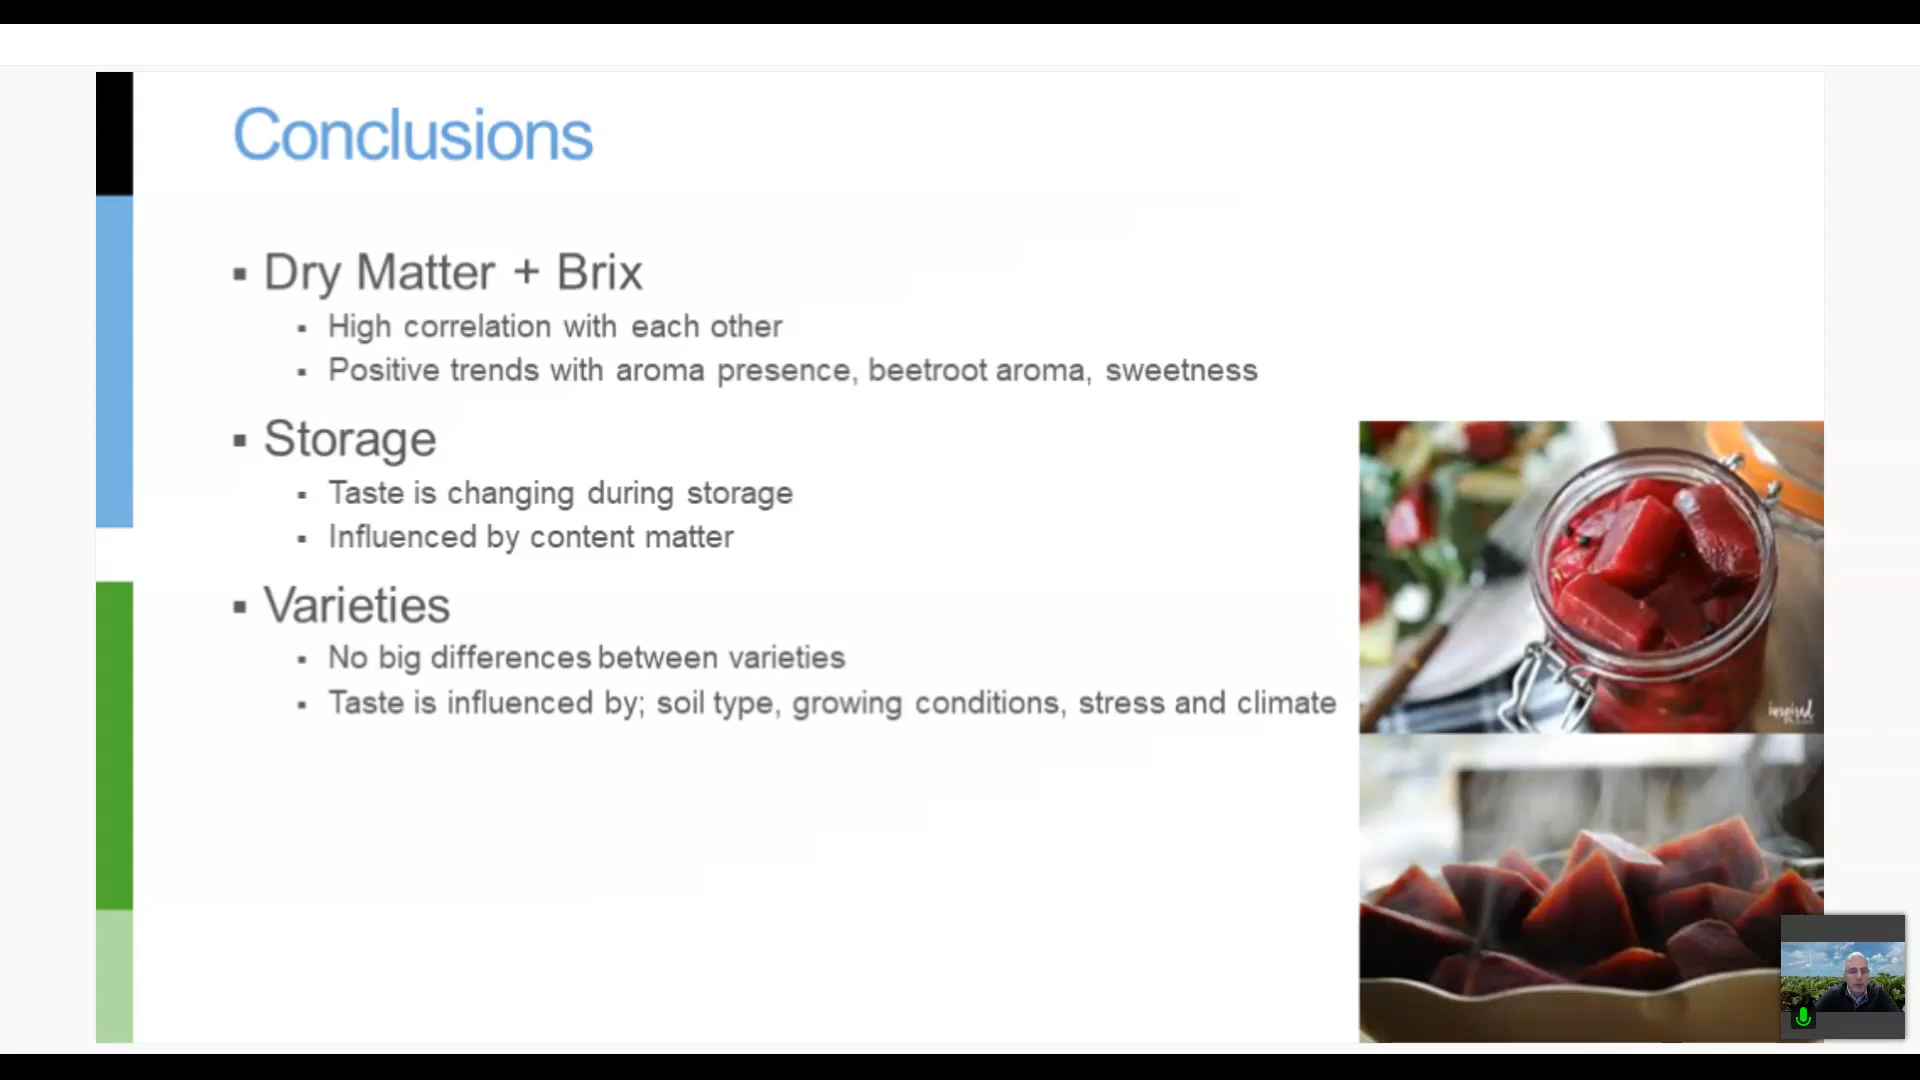 Conclusions
Dry Matter + Brix
High correlation with each other
Positive trends with aroma presence, beetroot aroma, sweetness
Storage
Taste is changing during storage
Influenced by content matter
Varieties
No big differences between varieties
Taste is influenced by; soil type, growing conditions, stress and climate
inspired